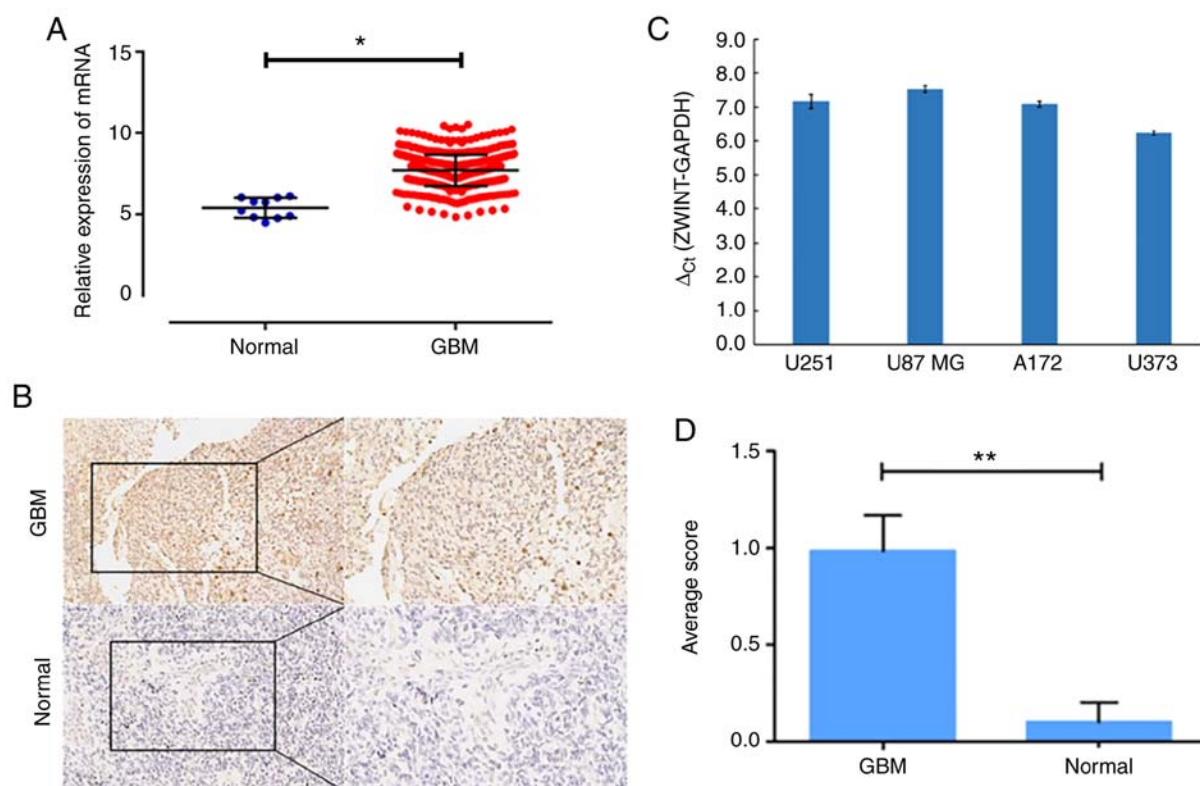 A
Relative expression of mRNA
15
10
5
0
*
Normal
GBM
B
GBM
Normal
C
ΔCt (ZWINT-GAPDH)
9.0
8.0
7.0
6.0
5.0
4.0
3.0
2.0
1.0
0.0
U251
U87 MG
A172
U373
D
Average score
1.5
1.0
0.5
0.0
**
GBM
Normal